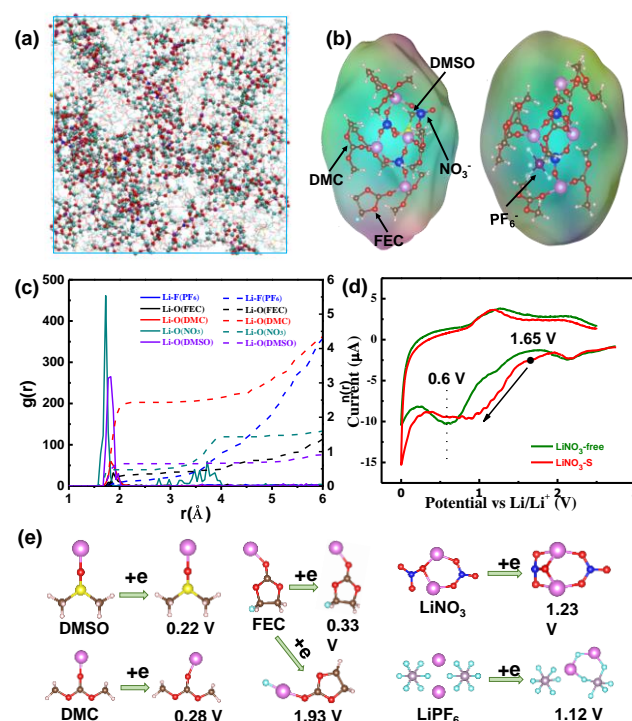 (a)
(b)
DMSO
DMC
NO₃⁻
FEC
PF₆⁻
(c)
500
400
300
200
100
0
g(r)
Li-F(PF₆)
Li-O(FEC)
Li-O(DMC)
Li-O(NO₃)
Li-O(DMSO)
Li-F(PF₆)
Li-O(FEC)
Li-O(DMC)
Li-O(NO₃)
Li-O(DMSO)
6
5
4
3
2
1
0
n(r)
1 2 3 4 5 6
r(Å)
(d)
5
0
-5
-10
-15
Current (μA)
1.65 V
0.6 V
LiNO₃-free
LiNO₃-S
0 1 2
Potential vs Li/Li⁺ (V)
(e)
+e
DMSO
0.22 V
+e
FEC
0.33
V
+e
1.93 V
+e
LiNO₃
1.23
V
+e
DMC
0.28 V
+e
LiPF₆
1.12 V